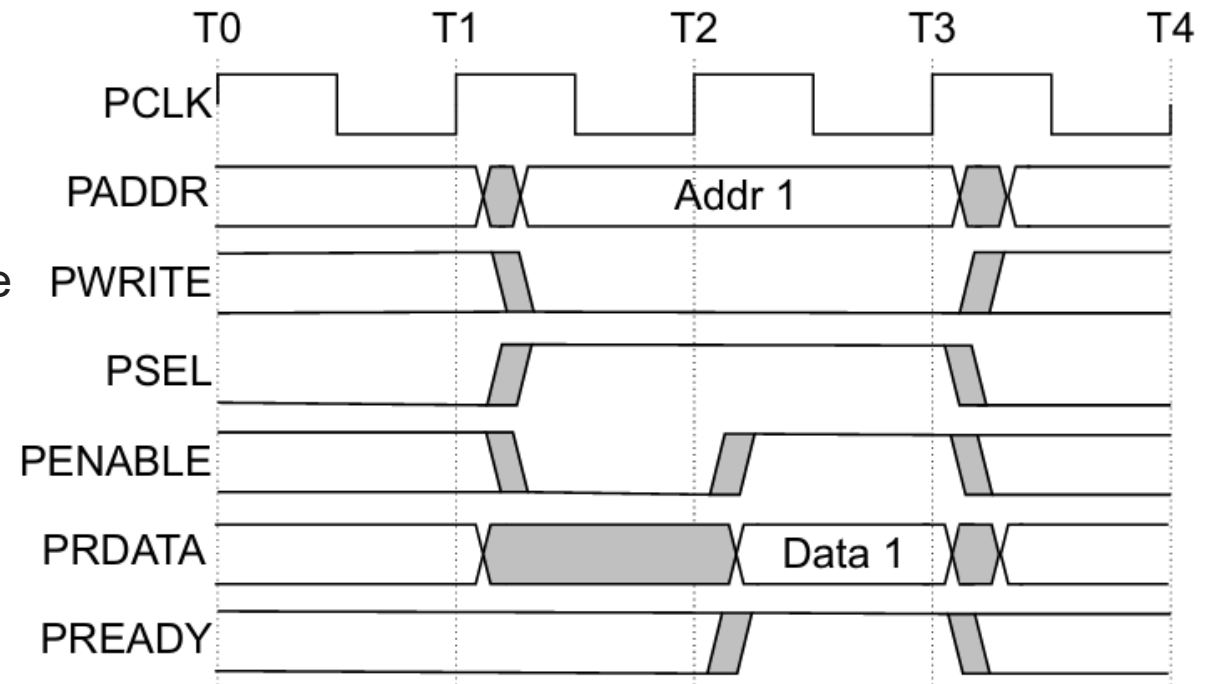 T0 T1 T2 T3 T4
PCLK
PADDR Addr 1
e PWRITE
PSEL
PENABLE
PRDATA Data 1
PREADY